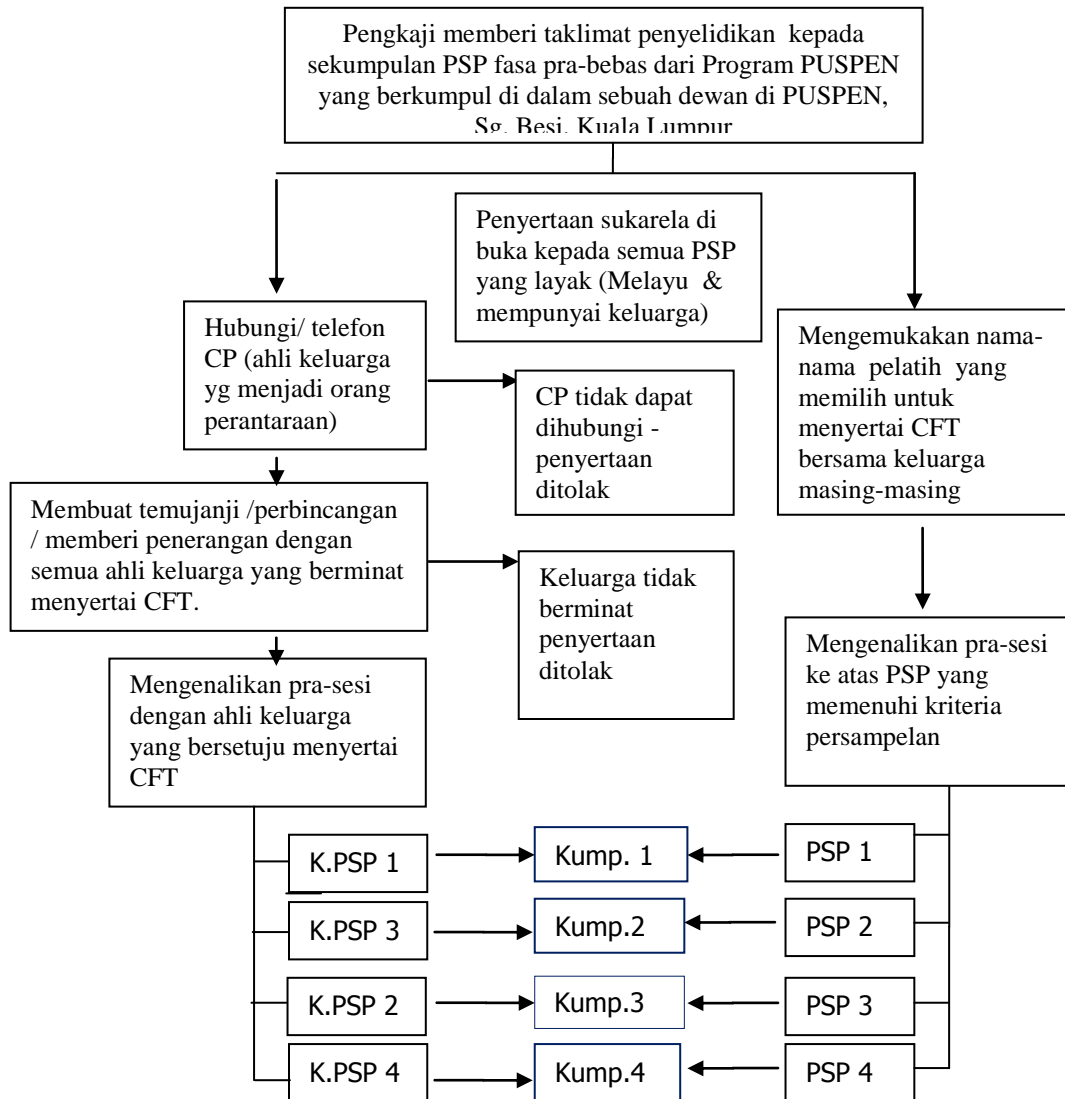 Pengkaji memberi taklimat penyelidikan kepada
sekumpulan PSP fasa pra-bebas dari Program PUSPEN
yang berkumpul di dalam sebuah dewan di PUSPEN,
Sg. Besi, Kuala Lumpur
Penyertaan sukarela di
buka kepada semua PSP
yang layak (Melayu &
mempunyai keluarga)
Hubungi/ telefon
CP (ahli keluarga
yg menjadi orang
perantaraan)
CP tidak dapat
dihubungi -
penyertaan
ditolak
Mengemukakan nama-
nama pelatih yang
memilih untuk
menyertai CFT
bersama keluarga
masing-masing
Membuat temujanji /perbincangan
/ memberi penerangan dengan
semua ahli keluarga yang berminat
menyertai CFT.
Keluarga tidak
berminat
penyertaan
ditolak
Mengenalikan pra-sesi
dengan ahli keluarga
yang bersetuju menyertai
CFT
Mengenalikan pra-sesi
ke atas PSP yang
memenuhi kriteria
persampelan
K.PSP 1
Kump. 1
PSP 1
K.PSP 3
Kump.2
PSP 2
K.PSP 2
Kump.3
PSP 3
K.PSP 4
Kump.4
PSP 4